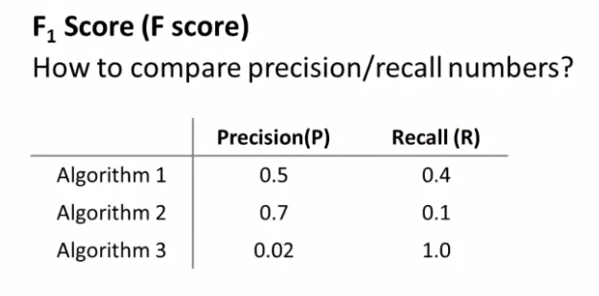 F₁ Score (F score)
How to compare precision/recall numbers?
Precision(P) Recall (R)
Algorithm 1 0.5 0.4
Algorithm 2 0.7 0.1
Algorithm 3 0.02 1.0